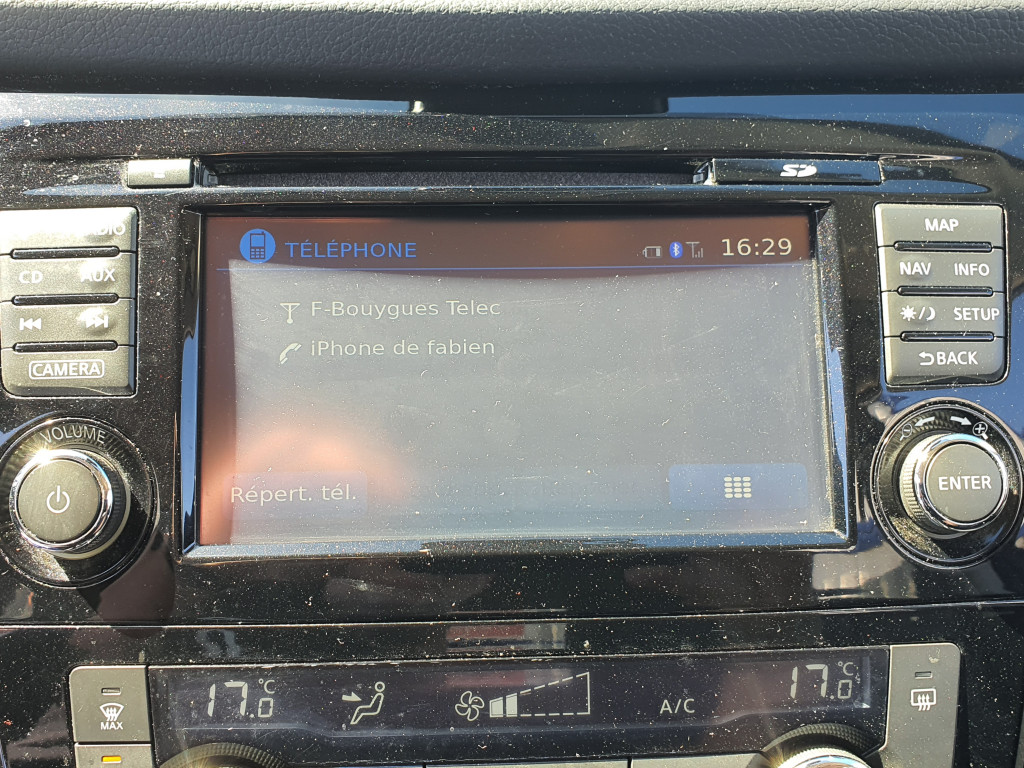 SD
RADIO
CD AUX
CAMERA
VOLUME
TÉLÉPHONE
16:29
F-Bouygues Telec
iPhone de fabien
Répert. tél.
MAP
NAV INFO
SETUP
BACK
ENTER
MAX
17.0°C
A/C
17.0°C